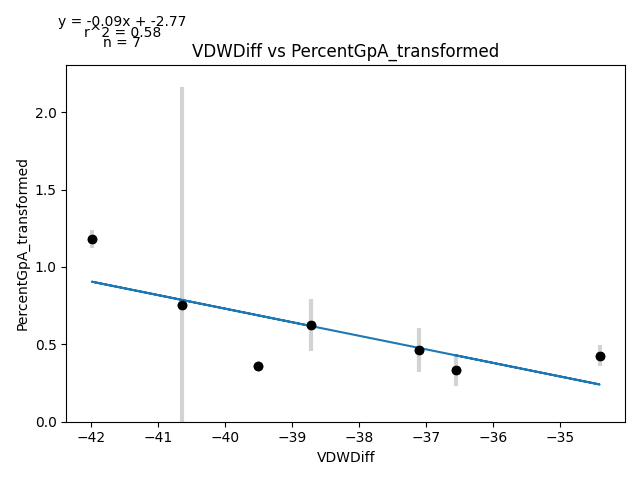 y = -0.09x + -2.77
r^2 = 0.58
n = 7
VDWDiff vs PercentGpA_transformed
PercentGpA_transformed
2.0
1.5
1.0
0.5
0.0
−42
−41
−40
−39
−38
−37
−36
−35
VDWDiff